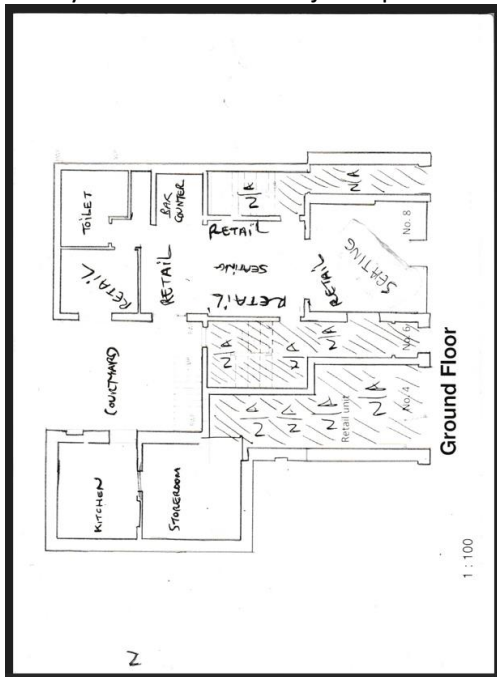 TOILET
BAR
COUNTER
N/A
N/A
RETAIL
RETAIL
RETAIL
SEATING
SEATING
RETAIL
RETAIL
No. 8
COURTYARD
N/A
N/A
N/A
No. 6
N/A
N/A
N/A
N/A
Retail unit
No. 4
KITCHEN
STOREROOM
Ground Floor
1 : 100
N